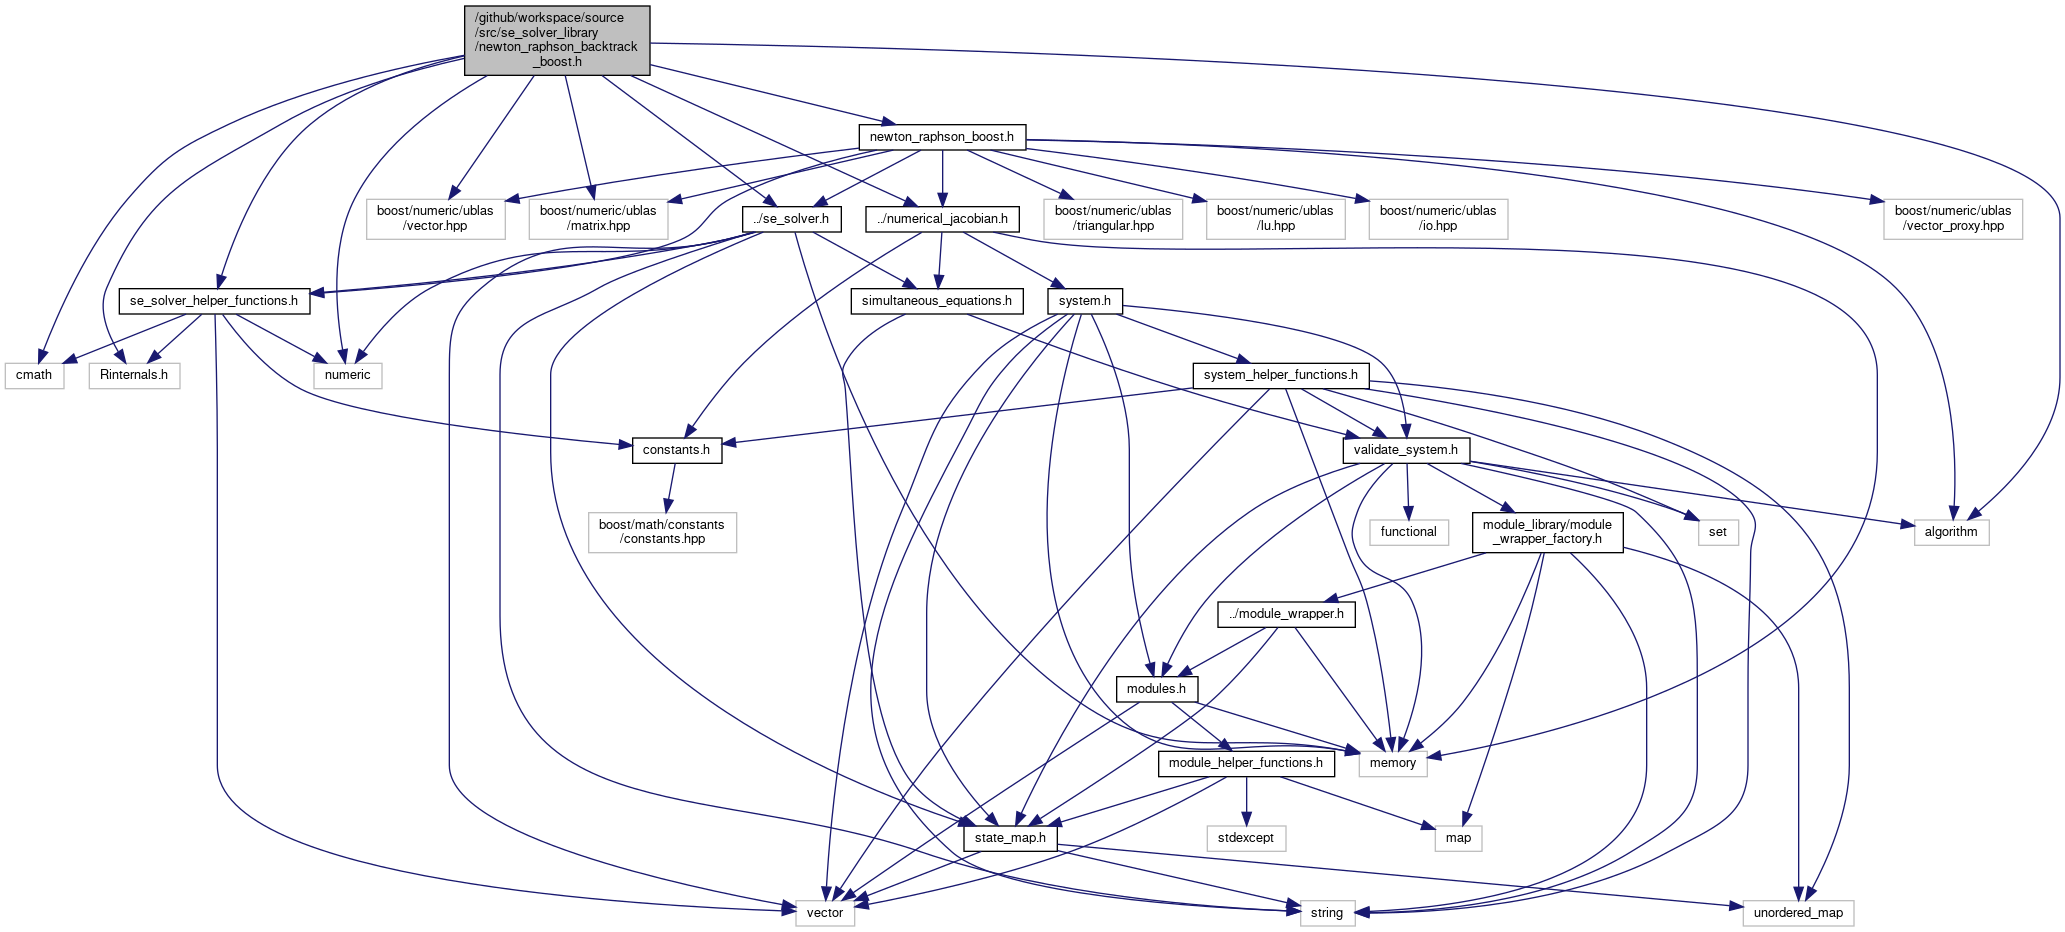 /github/workspace/source
/src/se_solver_library
/newton_raphson_backtrack
_boost.h
newton_raphson_boost.h
boost/numeric/ublas
/vector.hpp
boost/numeric/ublas
/matrix.hpp
../se_solver.h
../numerical_jacobian.h
boost/numeric/ublas
/triangular.hpp
boost/numeric/ublas
/lu.hpp
boost/numeric/ublas
/io.hpp
boost/numeric/ublas
/vector_proxy.hpp
se_solver_helper_functions.h
simultaneous_equations.h
system.h
cmath
Rinternals.h
numeric
system_helper_functions.h
constants.h
validate_system.h
boost/math/constants
/constants.hpp
functional
module_library/module
_wrapper_factory.h
set
algorithm
../module_wrapper.h
modules.h
module_helper_functions.h
memory
state_map.h
stdexcept
map
vector
string
unordered_map